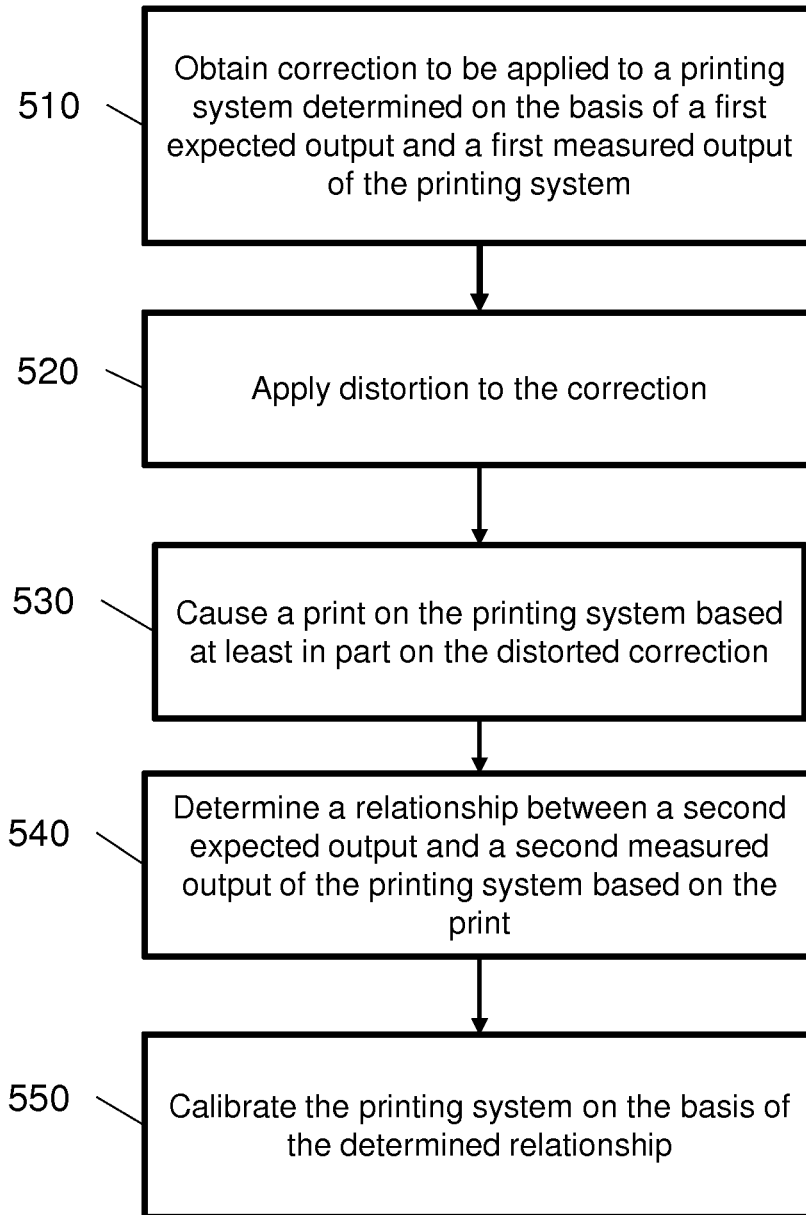 510
Obtain correction to be applied to a printing
system determined on the basis of a first
expected output and a first measured output
of the printing system
520
Apply distortion to the correction
530
Cause a print on the printing system based
at least in part on the distorted correction
540
Determine a relationship between a second
expected output and a second measured
output of the printing system based on the
print
550
Calibrate the printing system on the basis of
the determined relationship